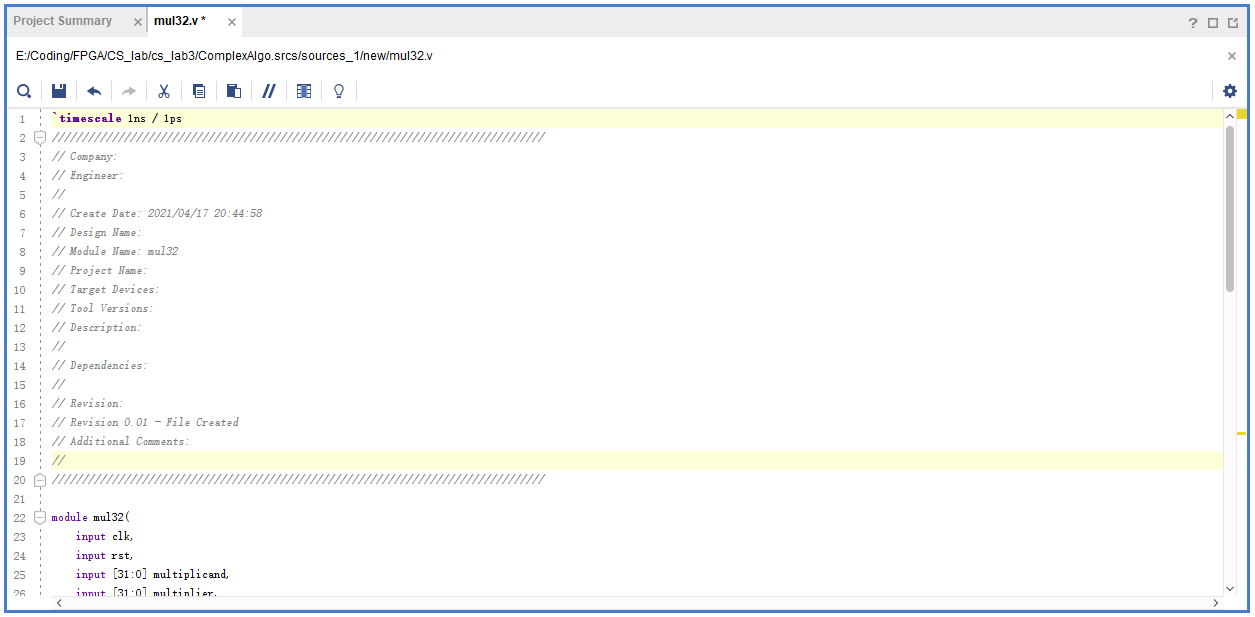 Project Summary × mul32.v * ×
E:/Coding/FPGA/CS_lab/cs_lab3/ComplexAlgo.srcs/sources_1/new/mul32.v
1 `timescale 1ns / 1ps
2 //////////////////////////////////////////////////////////////////////////////////
3 // Company:
4 // Engineer:
5 //
6 // Create Date: 2021/04/17 20:44:58
7 // Design Name:
8 // Module Name: mul32
9 // Project Name:
10 // Target Devices:
11 // Tool Versions:
12 // Description:
13 //
14 // Dependencies:
15 //
16 // Revision:
17 // Revision 0.01 - File Created
18 // Additional Comments:
19 //
20 //////////////////////////////////////////////////////////////////////////////////
21
22 module mul32(
23 input clk,
24 input rst,
25 input [31:0] multiplicand,
26 input [31:0] multiplier,